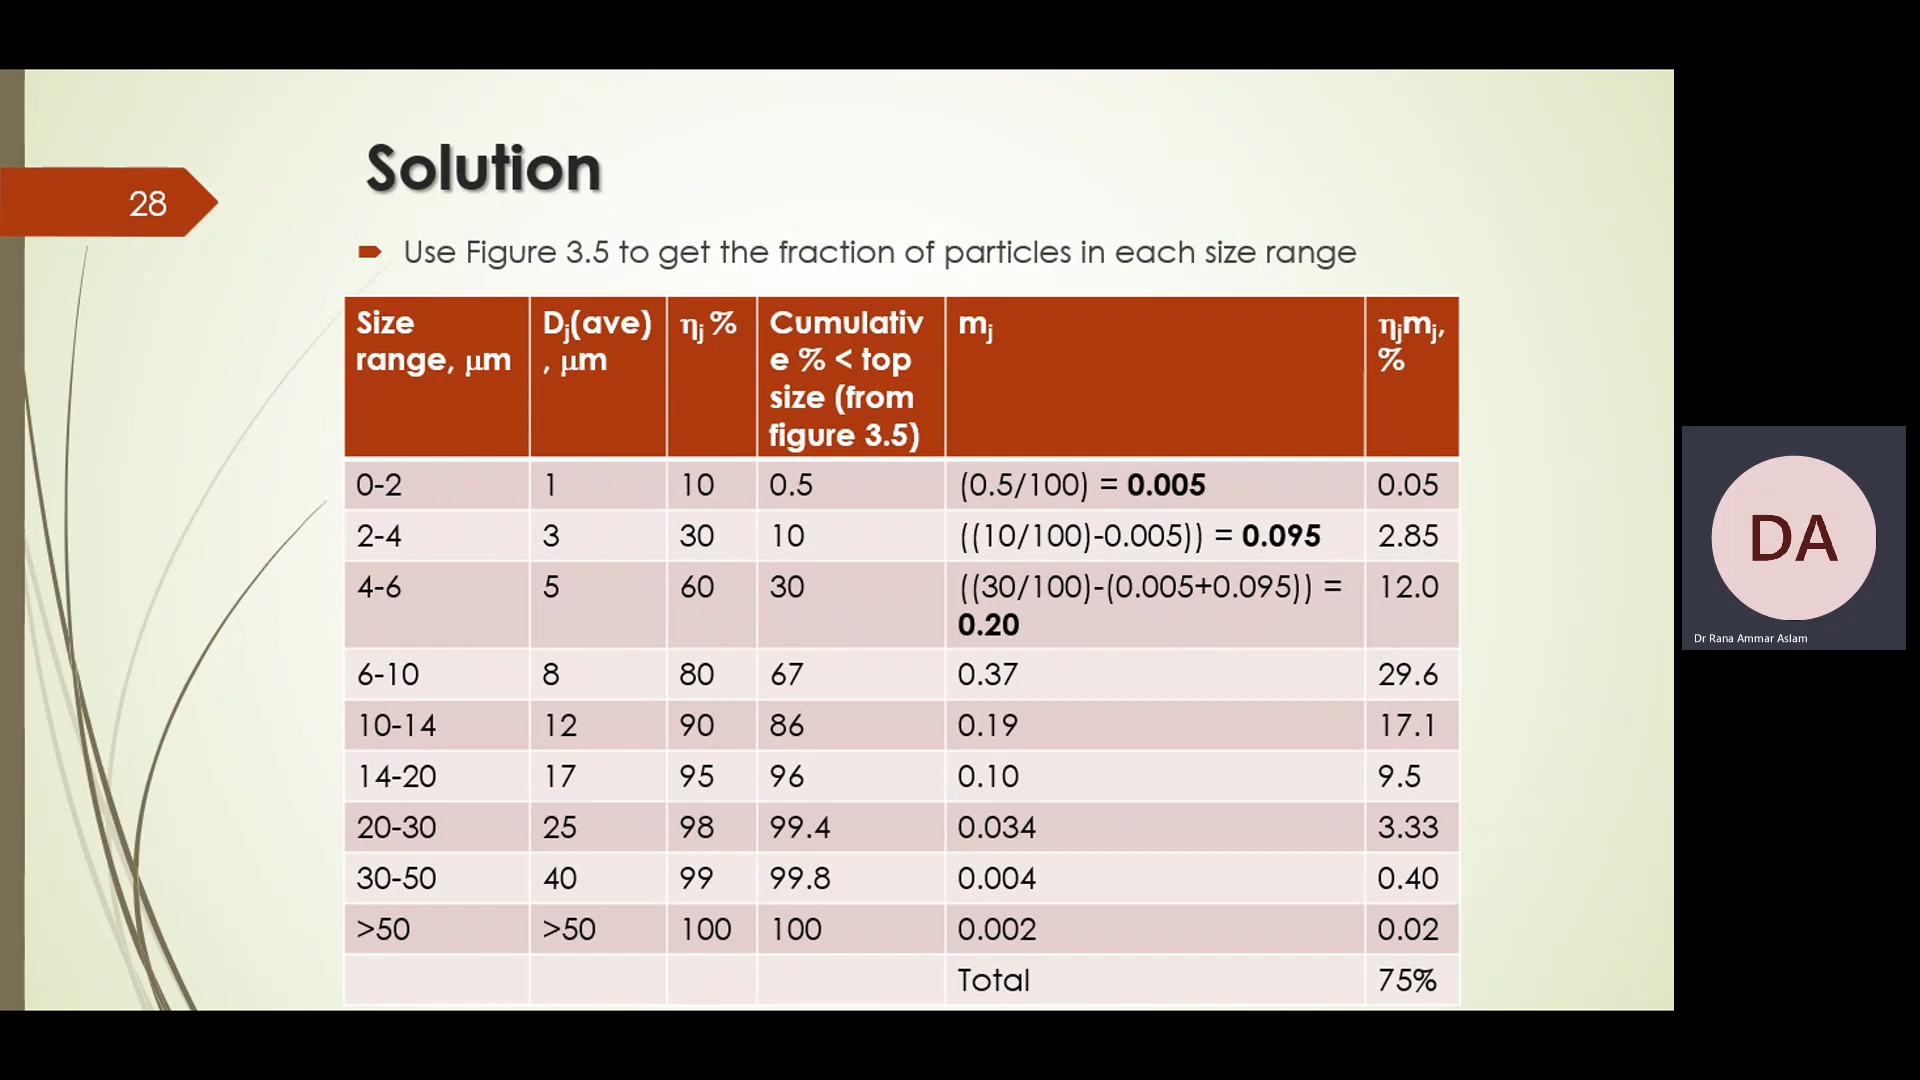 Solution
28
Use Figure 3.5 to get the fraction of particles in each size range
Size range, μm Dj(ave), μm ηj % Cumulative % < top size (from figure 3.5) mj ηjmj, %
0-2 1 10 0.5 (0.5/100) = 0.005 0.05
2-4 3 30 10 ((10/100)-0.005)) = 0.095 2.85
4-6 5 60 30 ((30/100)-(0.005+0.095)) = 0.20 12.0
6-10 8 80 67 0.37 29.6
10-14 12 90 86 0.19 17.1
14-20 17 95 96 0.10 9.5
20-30 25 98 99.4 0.034 3.33
30-50 40 99 99.8 0.004 0.40
>50 >50 100 100 0.002 0.02
Total 75%
DA
Dr Rana Ammar Aslam